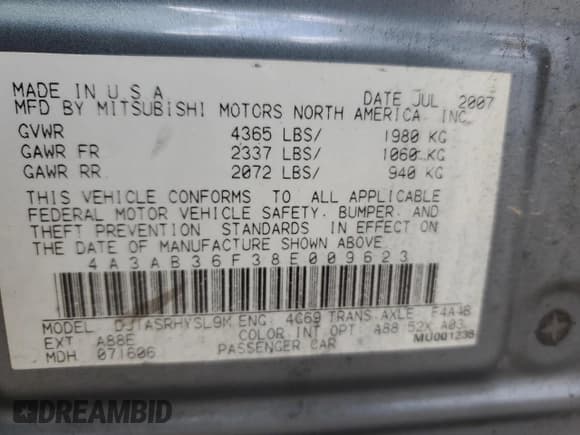 MADE IN U.S.A. DATE JUL 2007
MFD BY MITSUBISHI MOTORS NORTH AMERICA, INC.
GVWR 4365 LBS/ 1980 KG
GAWR FR 2337 LBS/ 1060 KG
GAWR RR 2072 LBS/ 940 KG
THIS VEHICLE CONFORMS TO ALL APPLICABLE
FEDERAL MOTOR VEHICLE SAFETY, BUMPER, AND
THEFT PREVENTION STANDARDS IN EFFECT ON
THE DATE OF MANUFACTURE SHOWN ABOVE.
4A3AB36F38E009623
MODEL ENG. 4G69 TRANS.AXLE F4A4B
EXT A88E COLOR INT OPT: A88 52X A03
MDH 071606 PASSENGER CAR MU001238
DREAMBID